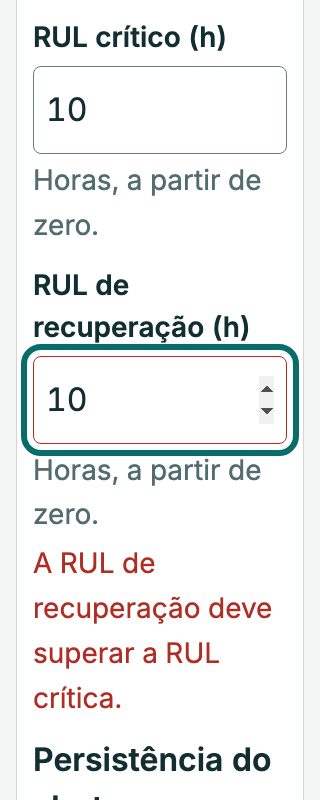 RUL crítico (h)
10
Horas, a partir de
zero.
RUL de
recuperação (h)
10
Horas, a partir de
zero.
A RUL de
recuperação deve
superar a RUL
crítica.
Persistência do